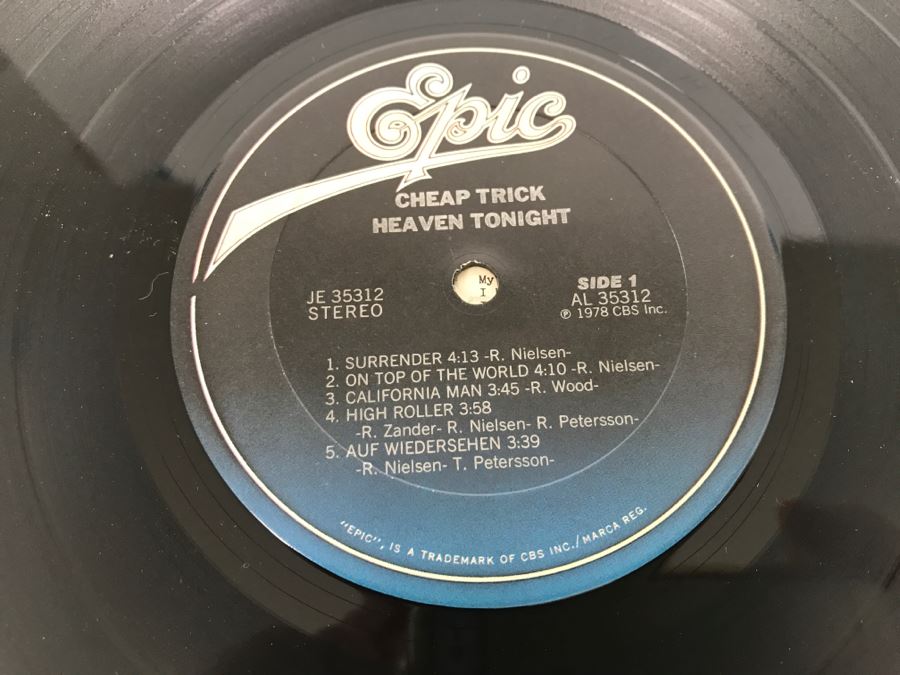 Epic
CHEAP TRICK
HEAVEN TONIGHT
My
I
JE 35312
STEREO
SIDE 1
AL 35312
℗ 1978 CBS Inc.
1. SURRENDER 4:13 -R. Nielsen-
2. ON TOP OF THE WORLD 4:10 -R. Nielsen-
3. CALIFORNIA MAN 3:45 -R. Wood-
4. HIGH ROLLER 3:58
-R. Zander- R. Nielsen- R. Petersson-
5. AUF WIEDERSEHEN 3:39
-R. Nielsen- T. Petersson-
"EPIC", IS A TRADEMARK OF CBS INC./MARCA REG.